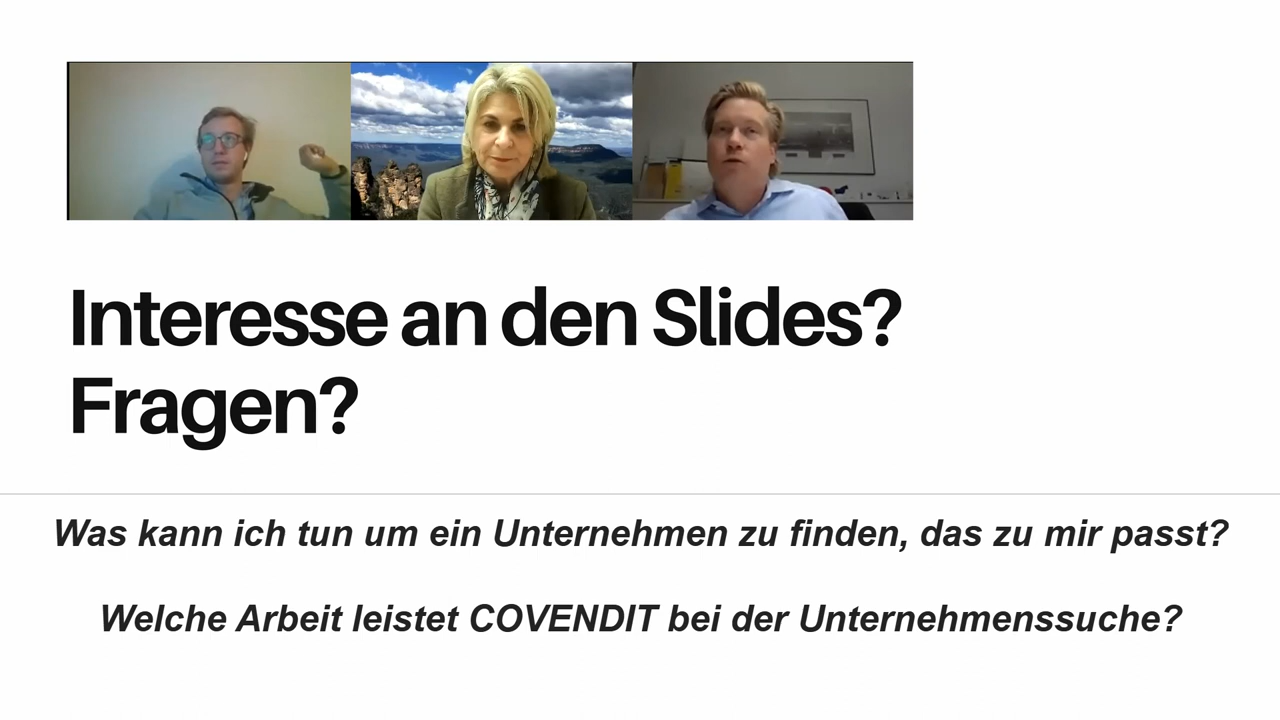 Interesse an den Slides?
Fragen?
Was kann ich tun um ein Unternehmen zu finden, das zu mir passt?
Welche Arbeit leistet COVENDIT bei der Unternehmenssuche?